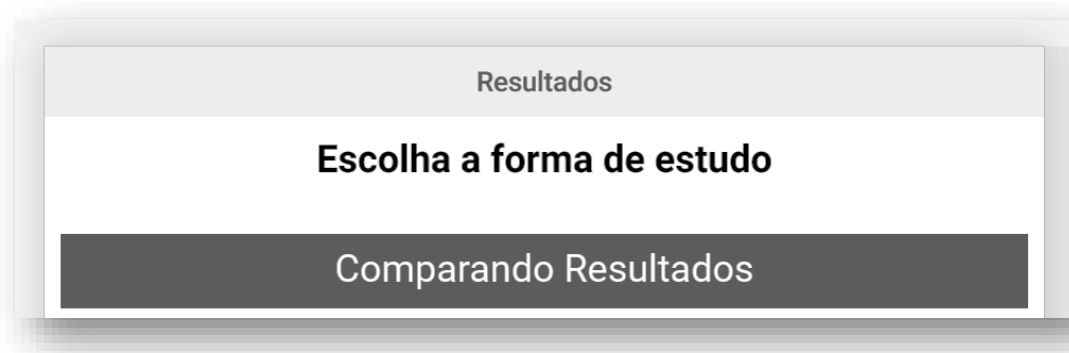 Resultados
Escolha a forma de estudo
Comparando Resultados